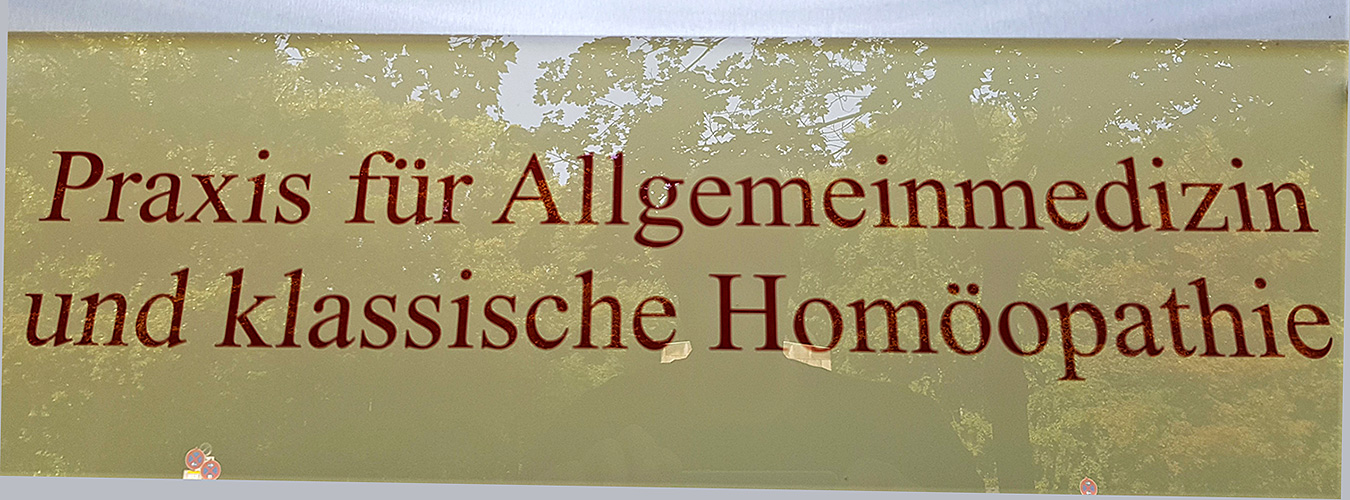 Praxis für Allgemeinmedizin
und klassische Homöopathie